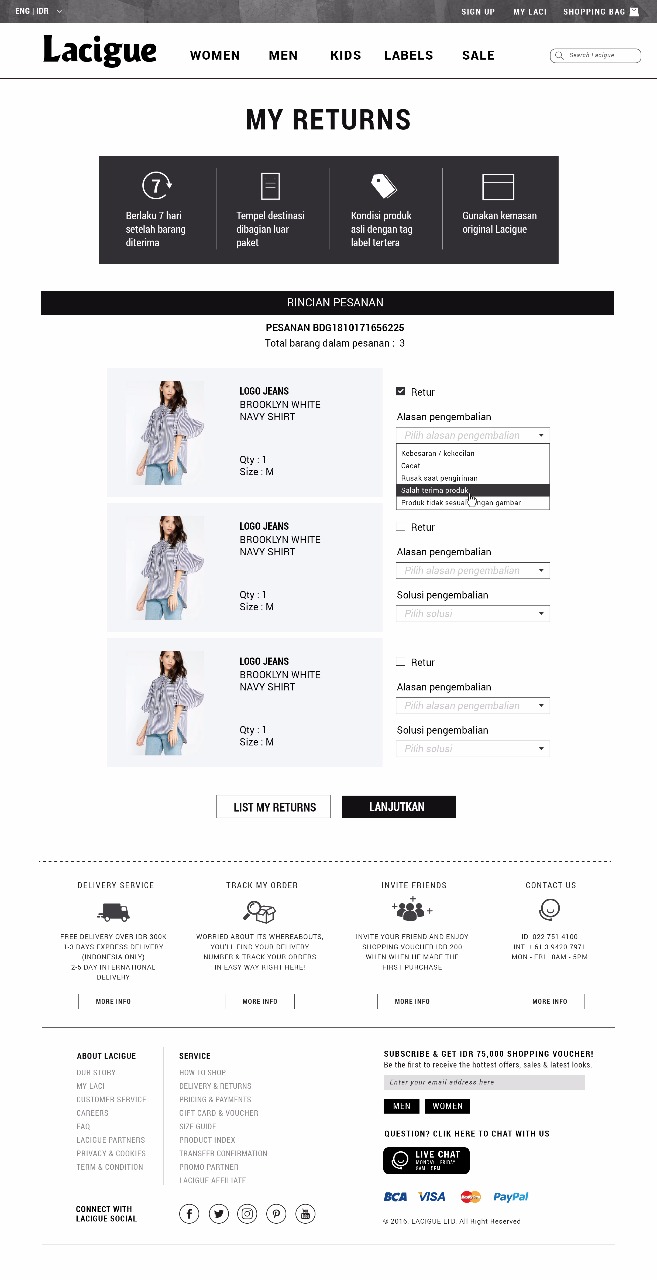 ENG | IDR
SIGN UP MY LACI SHOPPING BAG
Lacigue
WOMEN MEN KIDS LABELS SALE
Search Lacigue
MY RETURNS
7
Berlaku 7 hari
setelah barang
diterima
Tempel destinasi
dibagian luar
paket
Kondisi produk
asli dengan tag
label tertera
Gunakan kemasan
original Lacigue
RINCIAN PESANAN
PESANAN BDG1810171656225
Total barang dalam pesanan : 3
LOGO JEANS
BROOKLYN WHITE
NAVY SHIRT
Qty : 1
Size : M
Retur
Alasan pengembalian
Pilih alasan pengembalian
Kebesaran / kekecilan
Cacat
Rusak saat pengiriman
Salah terima produk
Produk tidak gambar
LOGO JEANS
BROOKLYN WHITE
NAVY SHIRT
Qty : 1
Size : M
Retur
Alasan pengembalian
Pilih alasan pengembalian
Solusi pengembalian
Pilih solusi
LOGO JEANS
BROOKLYN WHITE
NAVY SHIRT
Qty : 1
Size : M
Retur
Alasan pengembalian
Pilih alasan pengembalian
Solusi pengembalian
Pilih solusi
LIST MY RETURNS
LANJUTKAN
DELIVERY SERVICE
FREE DELIVERY OVER IDR 300K
1-3 DAYS EXPRESS DELIVERY
(INDONESIA ONLY)
2-5 DAY INTERNATIONAL
DELIVERY
MORE INFO
TRACK MY ORDER
WORRIED ABOUT ITS WHEREABOUTS,
YOU'LL FIND YOUR DELIVERY
NUMBER & TRACK YOUR ORDERS
IN EASY WAY RIGHT HERE!
MORE INFO
INVITE FRIENDS
INVITE YOUR FRIEND AND ENJOY
SHOPPING VOUCHER IDR 200
WHEN WHEN HE MADE THE
FIRST PURCHASE
MORE INFO
CONTACT US
ID. 022 751 4100
INT. + 61 3 9420 7971
MON - FRI 8AM - 5PM
MORE INFO
ABOUT LACIGUE
OUR STORY
MY LACI
CUSTOMER SERVICE
CAREERS
FAQ
LACIGUE PARTNERS
PRIVACY & COOKIES
TERM & CONDITION
SERVICE
HOW TO SHOP
DELIVERY & RETURNS
PRICING & PAYMENTS
GIFT CARD & VOUCHER
SIZE GUIDE
PRODUCT INDEX
TRANSFER CONFIRMATION
PROMO PARTNER
LACIGUE AFFILIATE
SUBSCRIBE & GET IDR 75,000 SHOPPING VOUCHER!
Be the first to receive the hottest offers, sales & latest looks.
Enter your email address here
MEN WOMEN
QUESTION? CLIK HERE TO CHAT WITH US
LIVE CHAT
MONDAY - FRIDAY
8AM - 5PM
BCA VISA MasterCard PayPal
CONNECT WITH
LACIGUE SOCIAL
© 2016, LACIGUE LTD. All Right Reserved